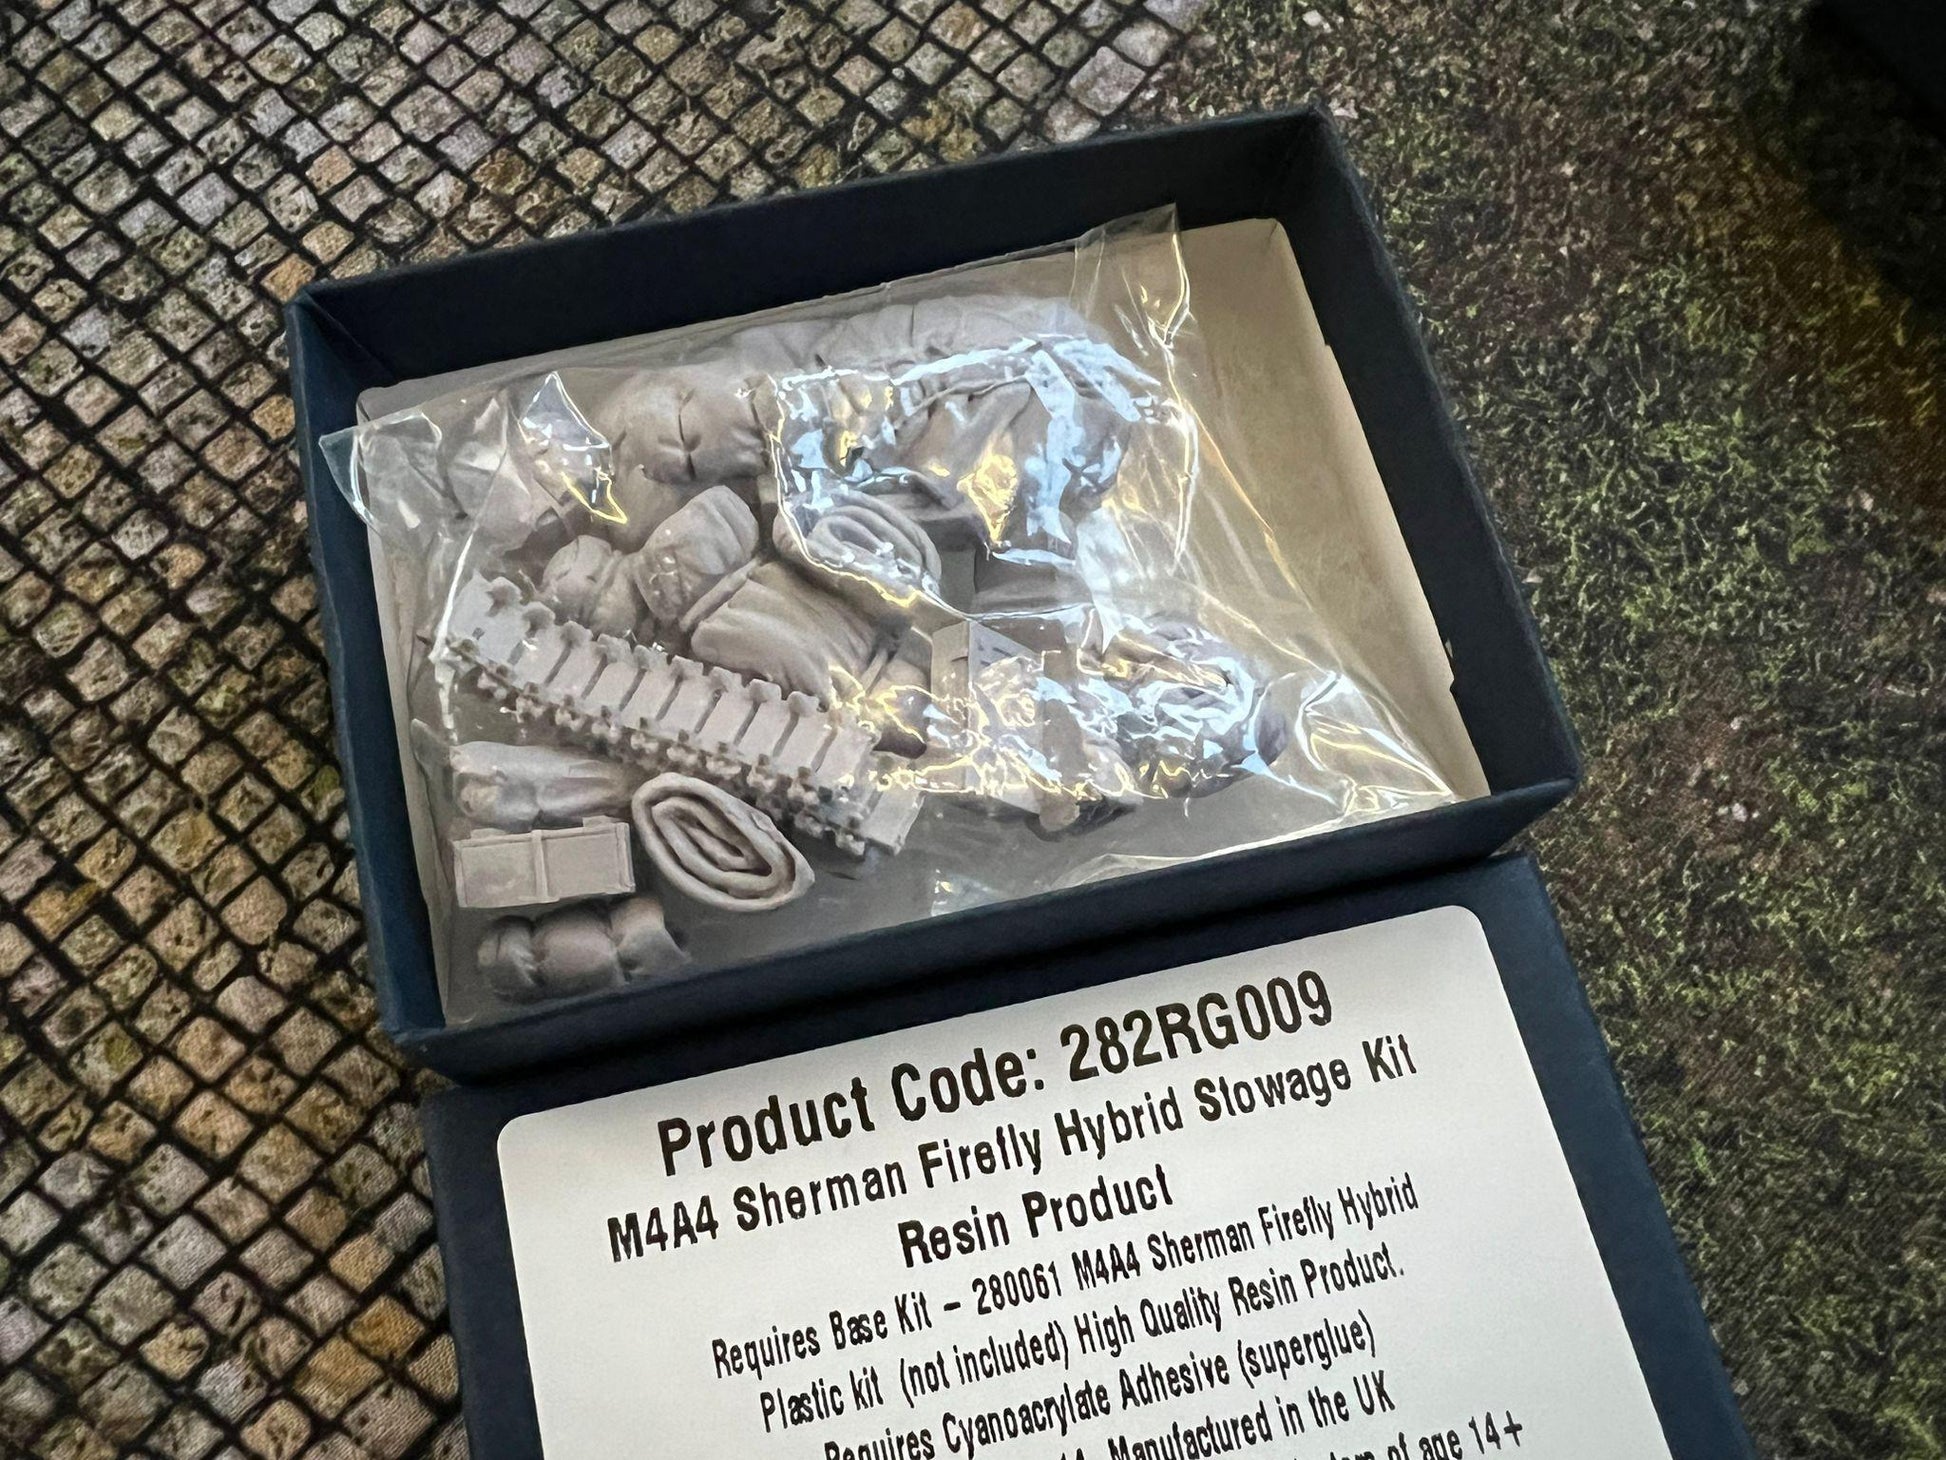 Product Code: 282RG009
M4A4 Sherman Firefly Hybrid Stowage Kit
Resin Product
Requires Base Kit – 280061 M4A4 Sherman Firefly Hybrid
Plastic kit (not included) High Quality Resin Product.
Requires Cyanoacrylate Adhesive (superglue)
Manufactured in the UK
of age 14+